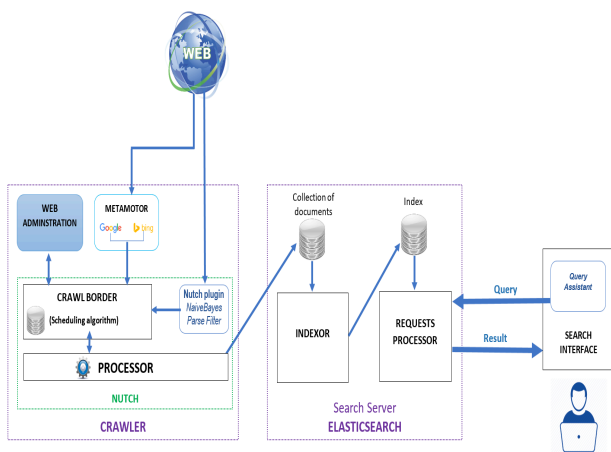 WEB
WEB
ADMINSTRATION
METAMOTOR
Google bing
CRAWL BORDER
(Scheduling algorithm)
Nutch plugin
NaiveBayes
Parse Filter
PROCESSOR
NUTCH
CRAWLER
Collection of
documents
Index
INDEXOR
REQUESTS
PROCESSOR
Search Server
ELASTICSEARCH
Query
Result
Query
Assistant
SEARCH
INTERFACE